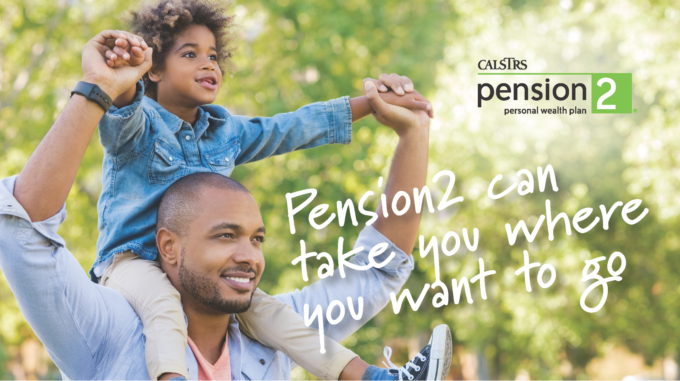 CALSTRS
pension2
personal wealth plan
Pension2 can
take you where
you want to go